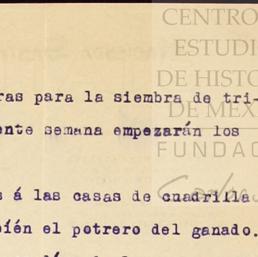 CENTRO
ESTUDI
DE HISTO
DE MÉX
FUNDAC
ras para la siembra de tri-
ente semana empezarán los
s á las casas de cuadrilla
bién el potrero del ganado.